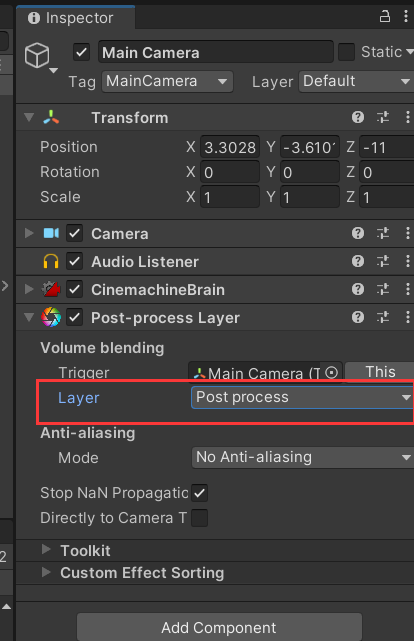 Inspector
Main Camera Static
Tag MainCamera Layer Default
Transform
Position X 3.3028 Y -3.610 Z -11
Rotation X 0 Y 0 Z 0
Scale X 1 Y 1 Z 1
Camera
Audio Listener
CinemachineBrain
Post-process Layer
Volume blending
Trigger Main Camera (T This
Layer Post process
Anti-aliasing
Mode No Anti-aliasing
Stop NaN Propagatic
Directly to Camera T
Toolkit
2
Custom Effect Sorting
Add Component